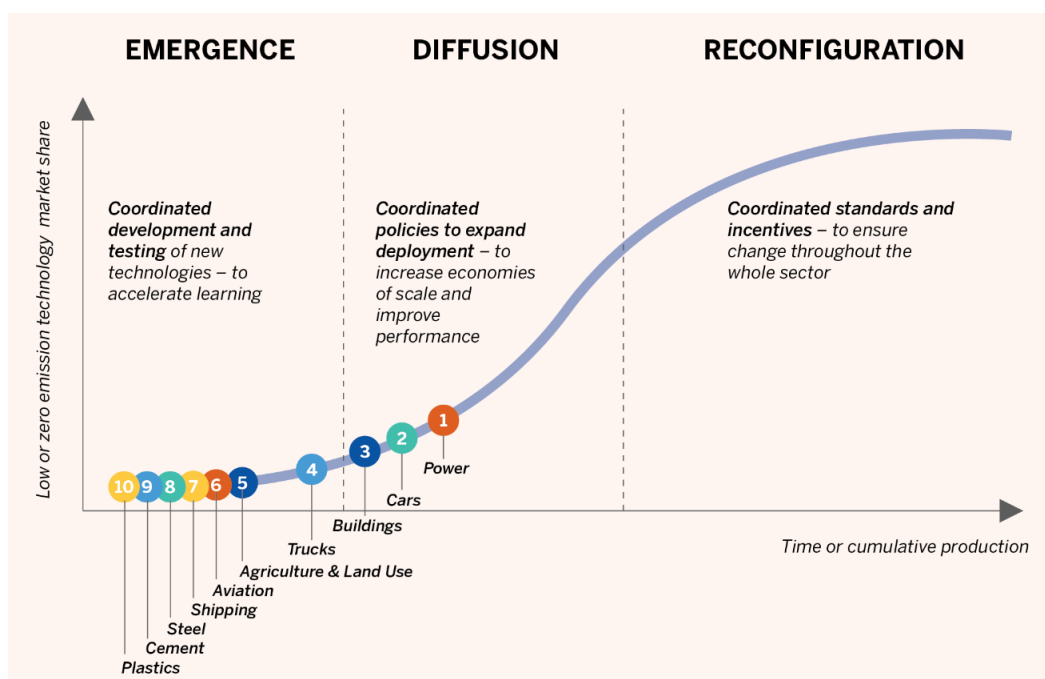 EMERGENCE
DIFFUSION
RECONFIGURATION
Low or zero emission technology market share
Coordinated
development and
testing of new
technologies – to
accelerate learning
Coordinated
policies to expand
deployment – to
increase economies
of scale and
improve
performance
Coordinated standards and
incentives – to ensure
change throughout the
whole sector
10
9
8
7
6
5
4
3
2
1
Power
Cars
Buildings
Trucks
Agriculture & Land Use
Aviation
Shipping
Steel
Cement
Plastics
Time or cumulative production